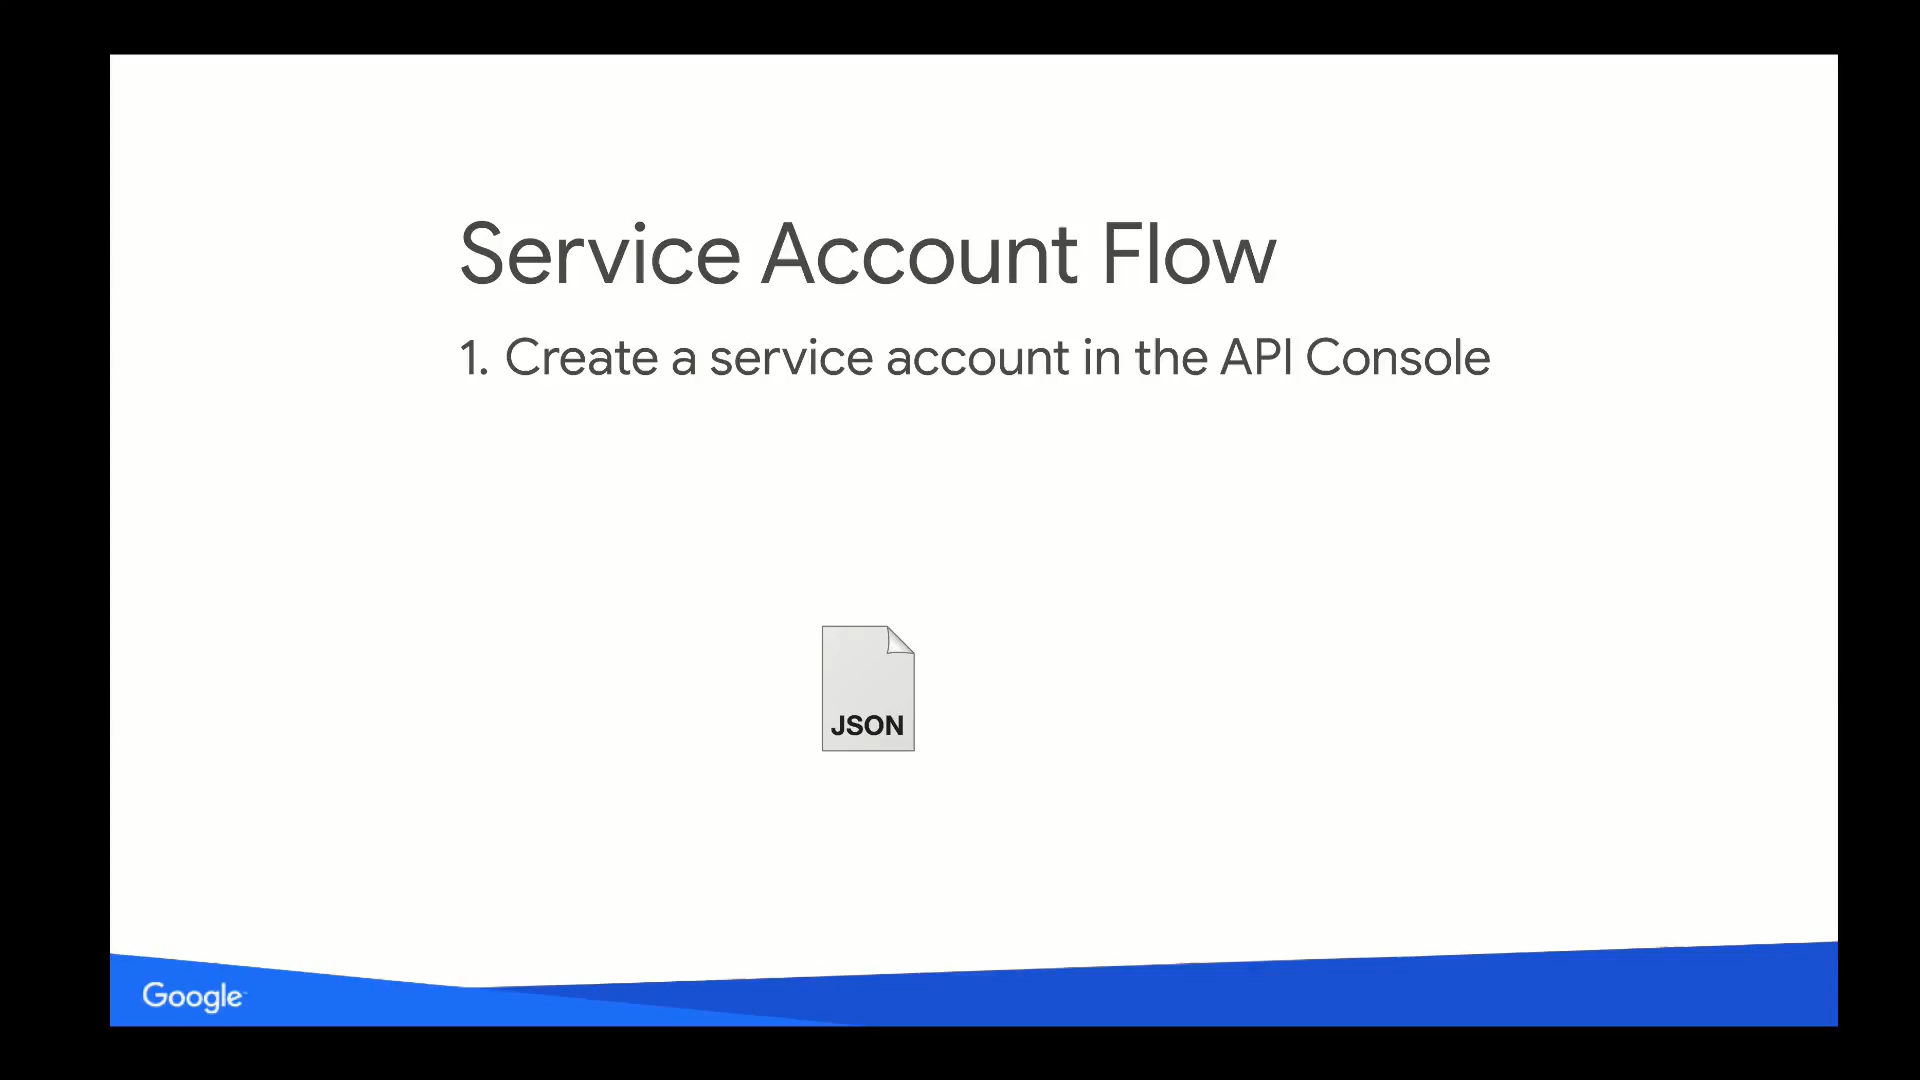 Service Account Flow
1. Create a service account in the API Console
JSON
Google